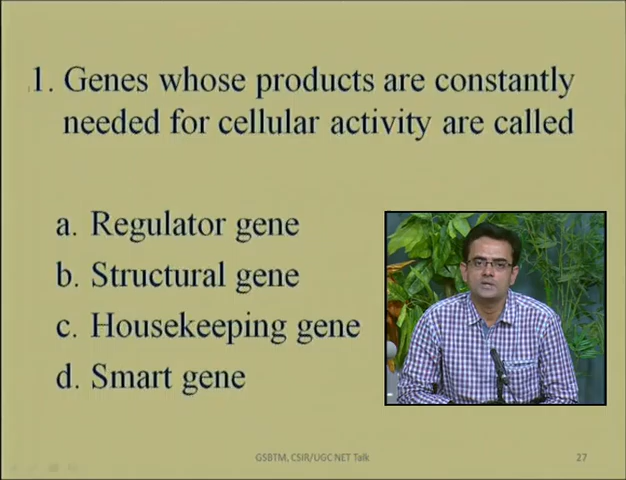 1. Genes whose products are constantly
needed for cellular activity are called
a. Regulator gene
b. Structural gene
c. Housekeeping gene
d. Smart gene
GSBTM, CSIR/UGC NET Talk
27